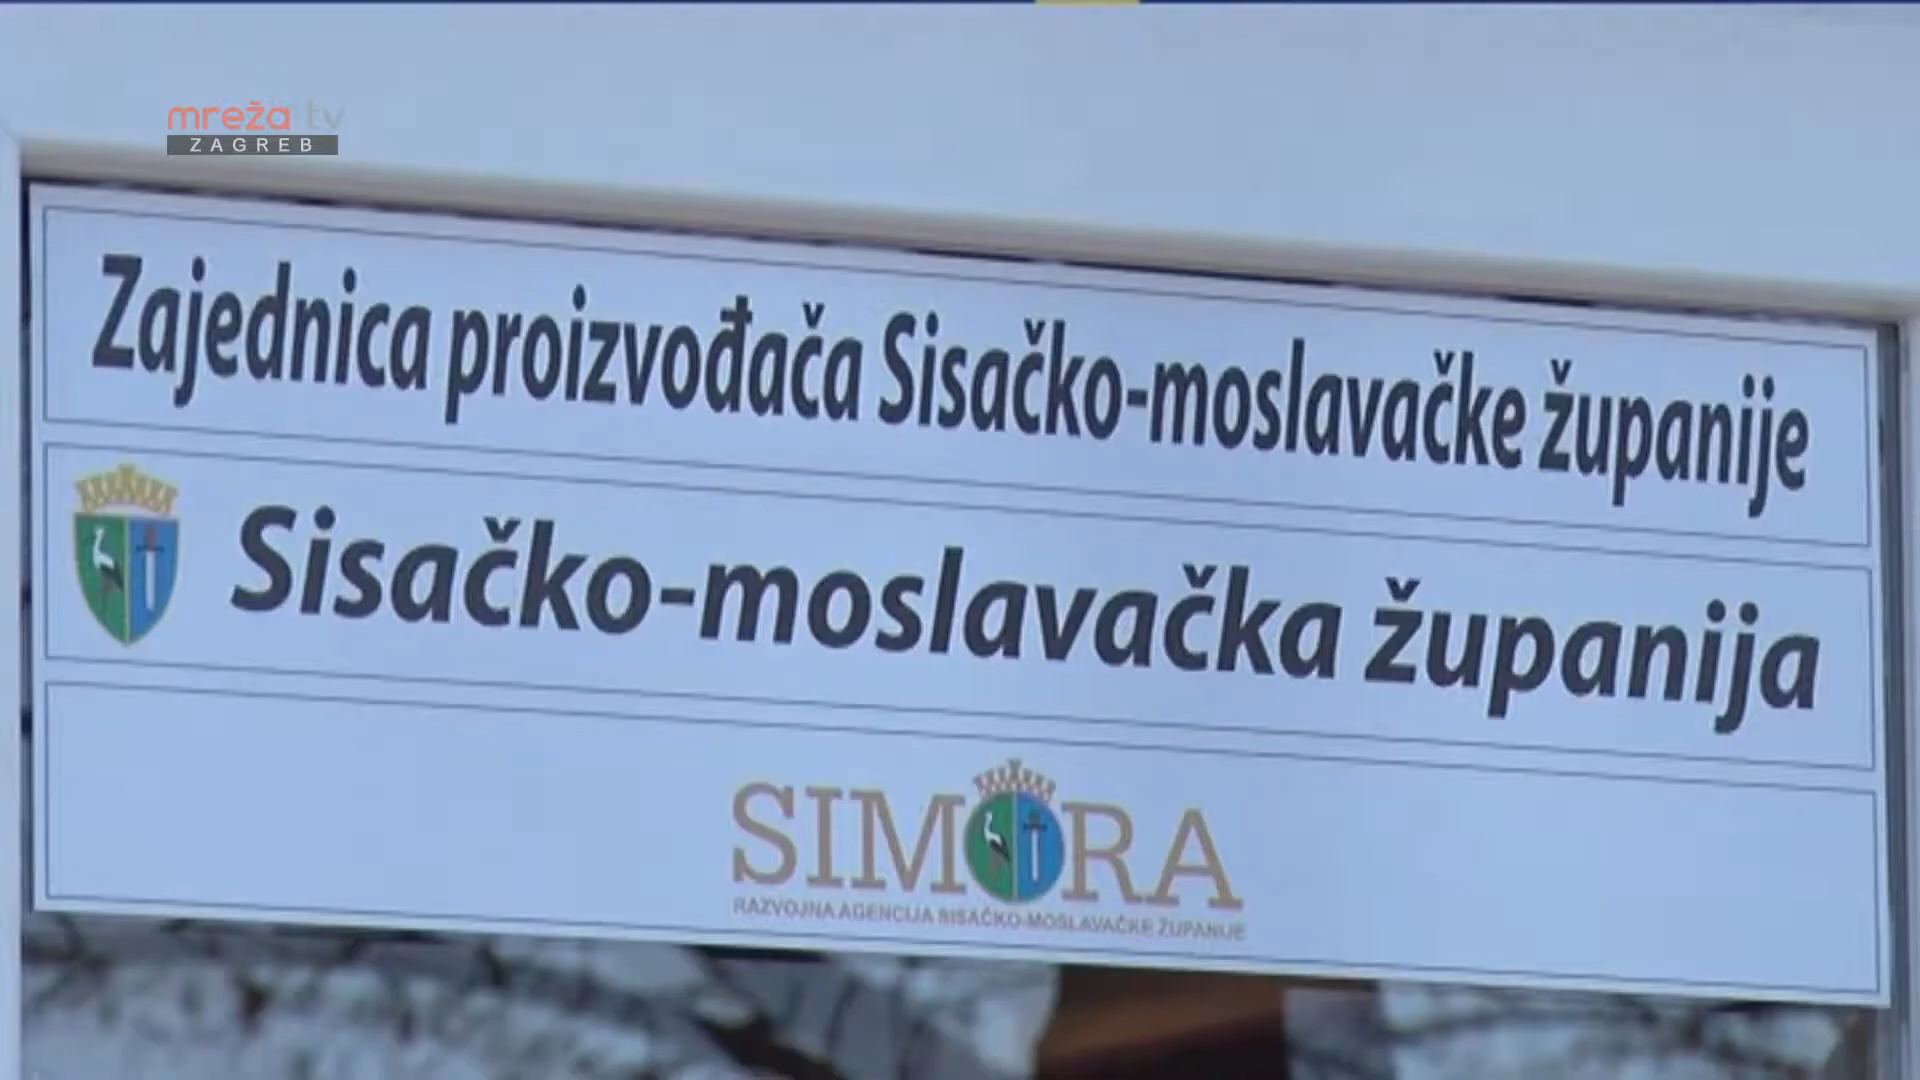 mreža tv
ZAGREB
Zajednica proizvođača Sisačko-moslavačke županije
Sisačko-moslavačka županija
SIMORA
RAZVOJNA AGENCIJA SISAČKO-MOSLAVAČKE ŽUPANIJE